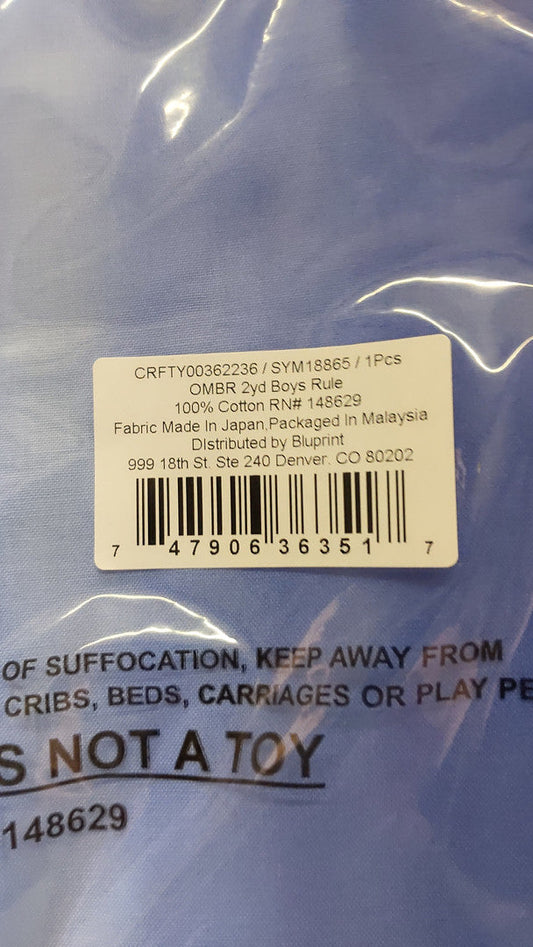 CRFTY00362236 / SYM18865 / 1Pcs
OMBR 2yd Boys Rule
100% Cotton RN# 148629
Fabric Made In Japan,Packaged In Malaysia
DIstributed by Bluprint
999 18th St. Ste 240 Denver. CO 80202
7 47906 36351 7
OF SUFFOCATION, KEEP AWAY FROM
CRIBS, BEDS, CARRIAGES OR PLAY PE
S NOT A TOY
148629